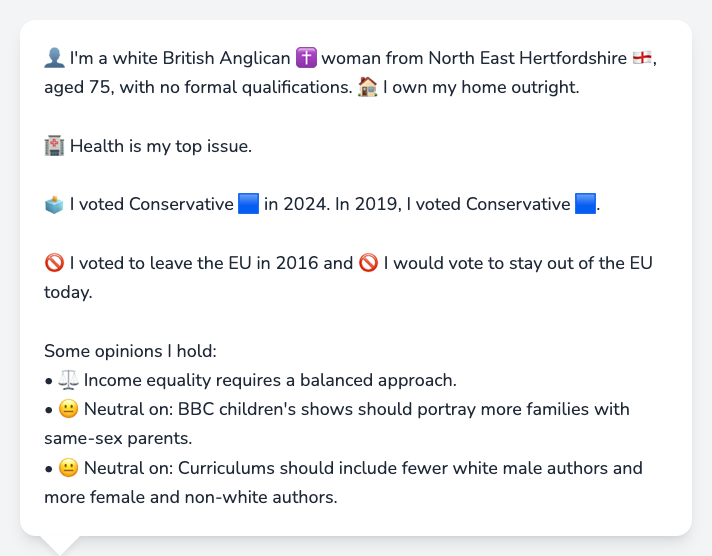 👤 I'm a white British Anglican ✝️ woman from North East Hertfordshire 🏴󠁧󠁢󠁥󠁮󠁧󠁿,
aged 75, with no formal qualifications. 🏠 I own my home outright.
🏥 Health is my top issue.
🗳️ I voted Conservative 🟦 in 2024. In 2019, I voted Conservative 🟦.
🚫 I voted to leave the EU in 2016 and 🚫 I would vote to stay out of the EU
today.
Some opinions I hold:
• ⚖️ Income equality requires a balanced approach.
• 😐 Neutral on: BBC children's shows should portray more families with
same-sex parents.
• 😐 Neutral on: Curriculums should include fewer white male authors and
more female and non-white authors.